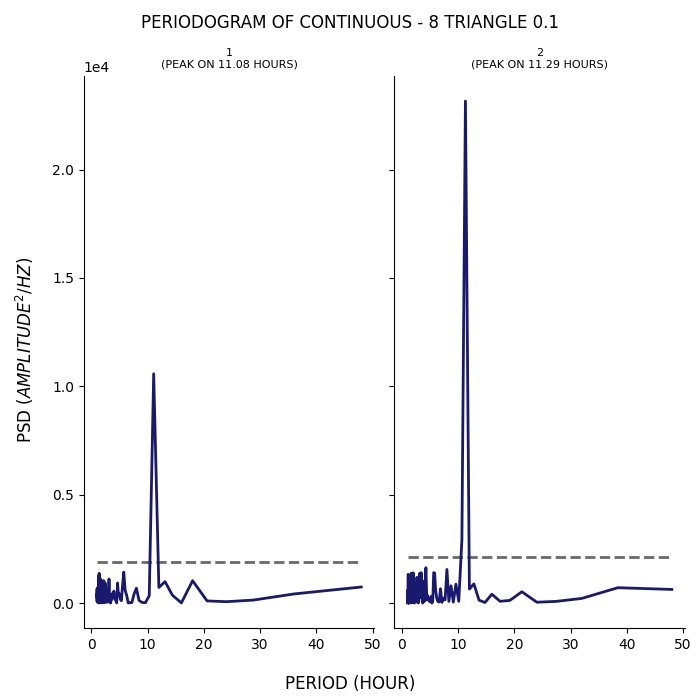 PERIODOGRAM OF CONTINUOUS - 8 TRIANGLE 0.1
1
(PEAK ON 11.08 HOURS)
2
(PEAK ON 11.29 HOURS)
1e4
2.0
1.5
1.0
0.5
0.0
PSD (AMPLITUDE²/HZ)
0 10 20 30 40 50
0 10 20 30 40 50
PERIOD (HOUR)